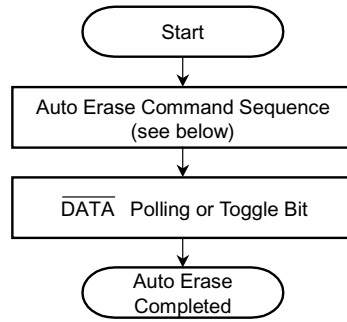 Start
Auto Erase Command Sequence
(see below)
DATA Polling or Toggle Bit
Auto Erase
Completed